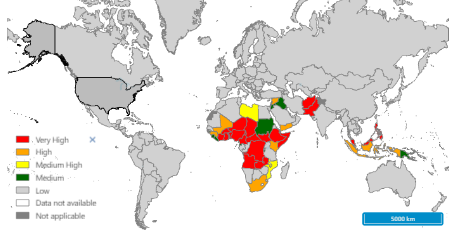 Very High
High
Medium High
Medium
Low
Data not available
Not applicable
5000 km